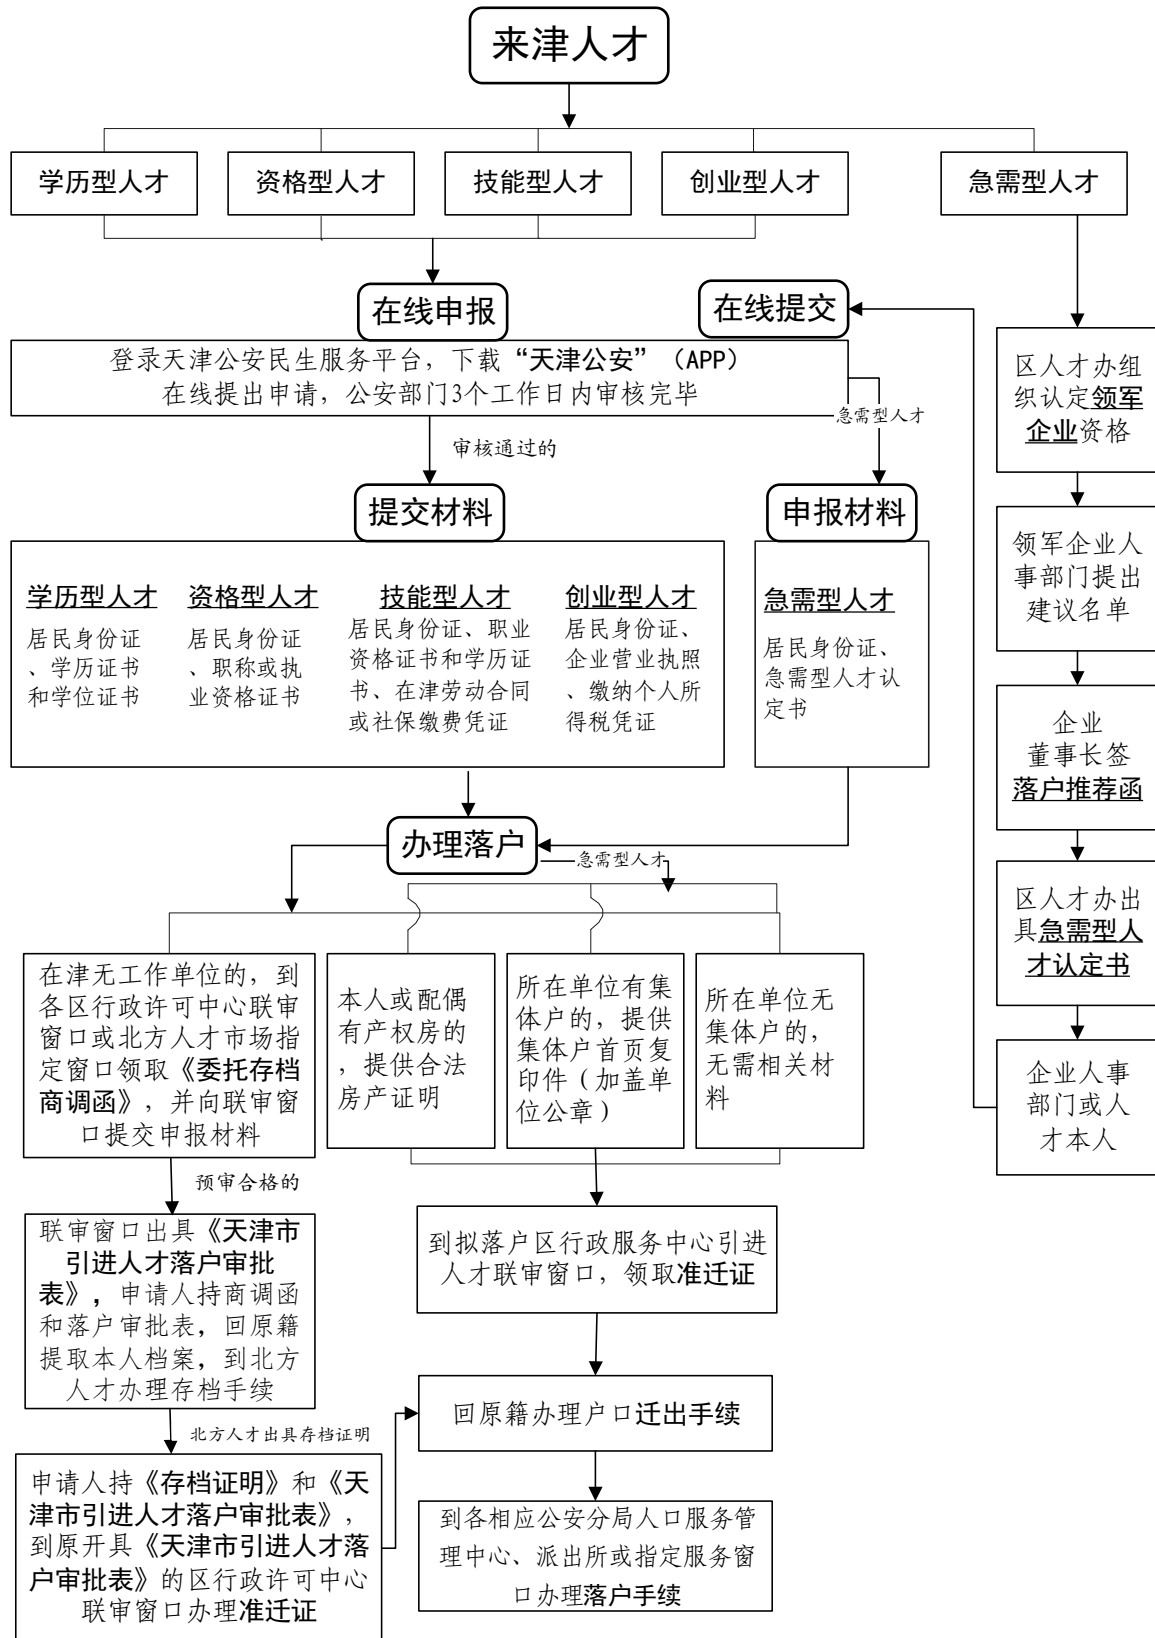 来津人才
学历型人才
资格型人才
技能型人才
创业型人才
急需型人才
在线申报
在线提交
登录天津公安民生服务平台，下载“天津公安”（APP）
在线提出申请，公安部门3个工作日内审核完毕
急需型人才
审核通过的
区人才办组
织认定领军
企业资格
提交材料
申报材料
领军企业人
事部门提出
建议名单
学历型人才
居民身份证
、学历证书
和学位证书
资格型人才
居民身份证
、职称或执
业资格证书
技能型人才
居民身份证、职业
资格证书和学历证
书、在津劳动合同
或社保缴费凭证
创业型人才
居民身份证、
企业营业执照
、缴纳个人所
得税凭证
急需型人才
居民身份证、
急需型人才认
定书
企业
董事长签
落户推荐函
办理落户
急需型人才
区人才办出
具急需型人
才认定书
在津无工作单位的，到
各区行政许可中心联审
窗口或北方人才市场指
定窗口领取《委托存档
商调函》，并向联审窗
口提交申报材料
本人或配偶
有产权房的
，提供合法
房产证明
所在单位有集
体户的，提供
集体户首页复
印件（加盖单
位公章）
所在单位无
集体户的，
无需相关材
料
企业人事
部门或人
才本人
预审合格的
联审窗口出具《天津市
引进人才落户审批
表》，申请人持商调函
和落户审批表，回原籍
提取本人档案，到北方
人才办理存档手续
到拟落户区行政服务中心引进
人才联审窗口，领取准迁证
北方人才出具存档证明
回原籍办理户口迁出手续
申请人持《存档证明》和《天
津市引进人才落户审批表》，
到原开具《天津市引进人才落
户审批表》的区行政许可中心
联审窗口办理准迁证
到各相应公安分局人口服务管
理中心、派出所或指定服务窗
口办理落户手续